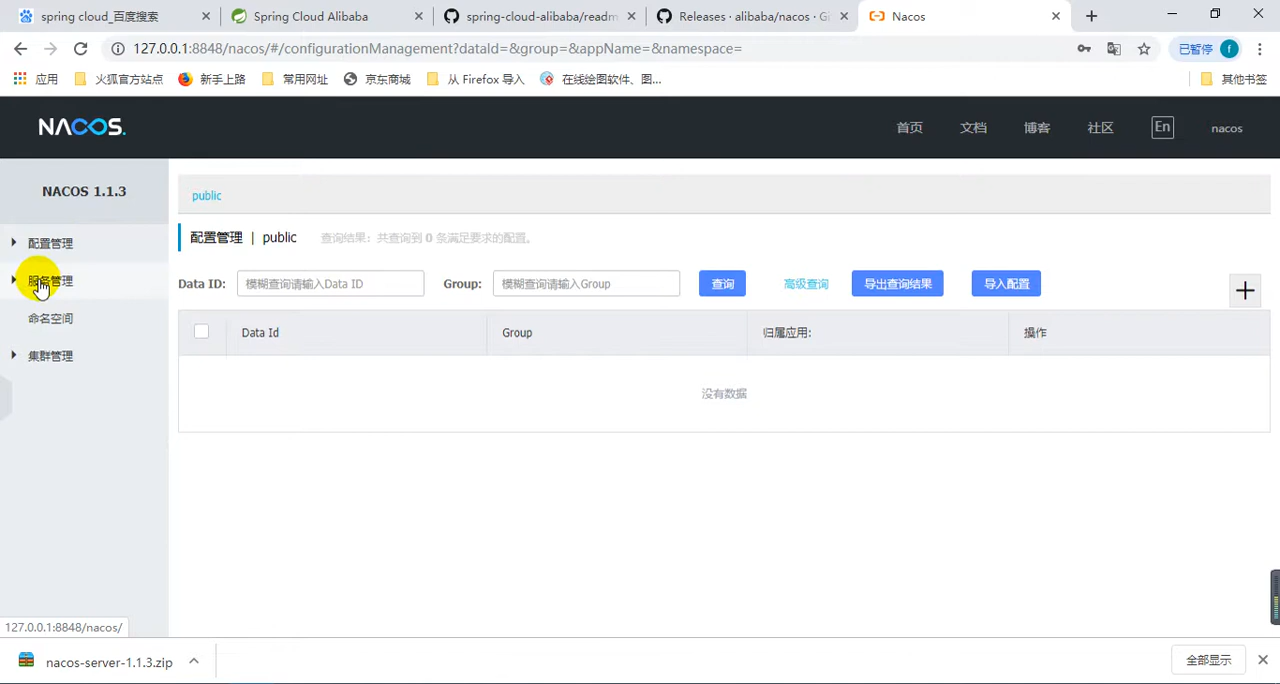 spring cloud_百度搜索
Spring Cloud Alibaba
spring-cloud-alibaba/readm
Releases · alibaba/nacos · Gi
Nacos
127.0.0.1:8848/nacos/#/configurationManagement?dataId=&group=&appName=&namespace=
已暂停 f
应用 火狐官方站点 新手上路 常用网址 京东商城 从 Firefox 导入 在线绘图软件、图... 其他书签
NACOS.
首页 文档 博客 社区 En nacos
NACOS 1.1.3
配置管理
服务管理
命名空间
集群管理
public
配置管理 | public 查询结果：共查询到 0 条满足要求的配置。
Data ID: 模糊查询请输入Data ID Group: 模糊查询请输入Group 查询 高级查询 导出查询结果 导入配置
Data Id Group 归属应用: 操作
没有数据
127.0.0.1:8848/nacos/
nacos-server-1.1.3.zip
全部显示